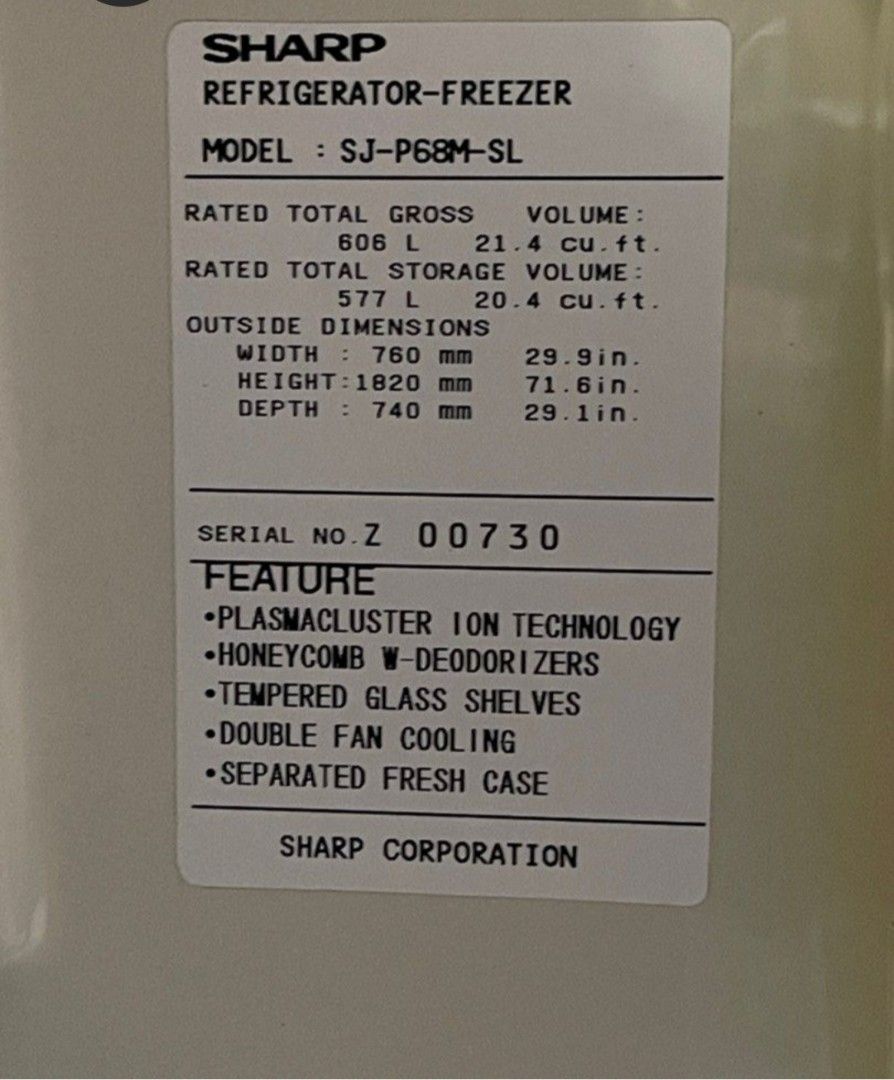 SHARP
REFRIGERATOR-FREEZER
MODEL : SJ-P68M-SL
RATED TOTAL GROSS VOLUME:
606 L 21.4 cu.ft.
RATED TOTAL STORAGE VOLUME:
577 L 20.4 cu.ft.
OUTSIDE DIMENSIONS
WIDTH : 760 mm 29.9in.
HEIGHT:1820 mm 71.6in.
DEPTH : 740 mm 29.1in.
SERIAL NO.Z 00730
FEATURE
•PLASMACLUSTER ION TECHNOLOGY
•HONEYCOMB W-DEODORIZERS
•TEMPERED GLASS SHELVES
•DOUBLE FAN COOLING
•SEPARATED FRESH CASE
SHARP CORPORATION